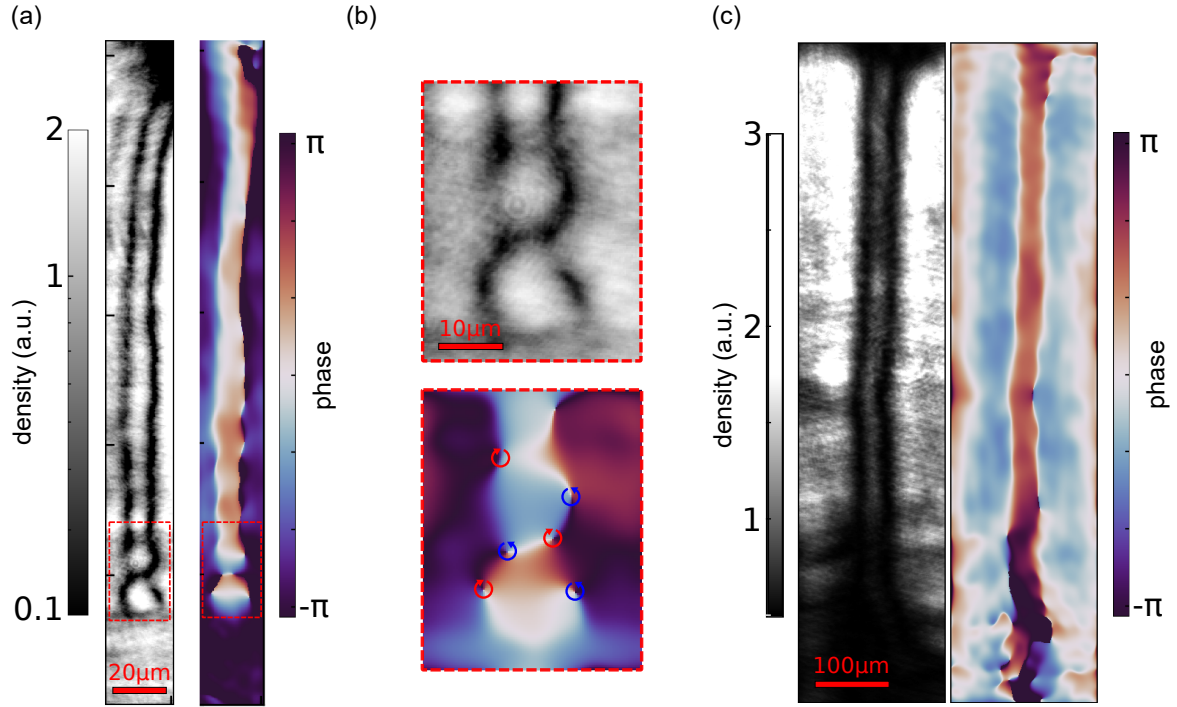 (a)
(b)
(c)
2
1
0.1
density (a.u.)
20μm
π
-π
phase
10μm
3
2
1
density (a.u.)
100μm
π
-π
phase